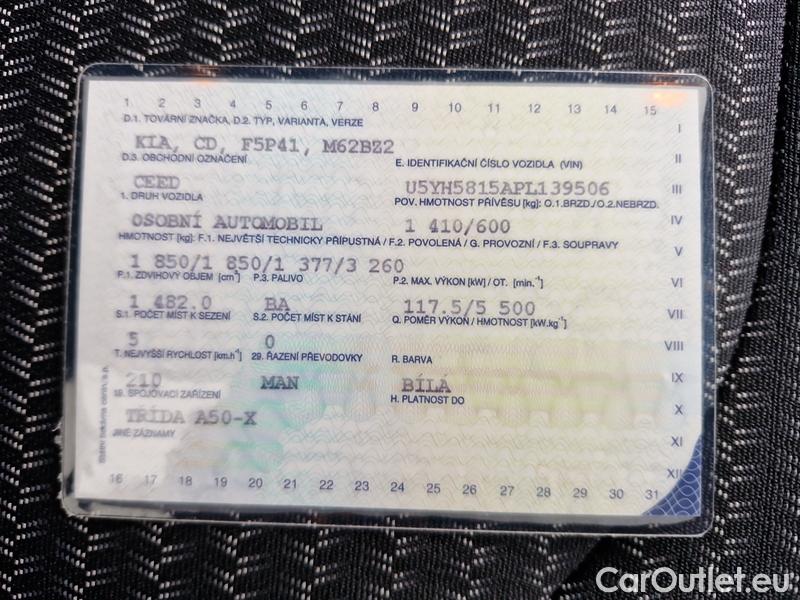 1 2 3 4 5 6 7 8 9 10 11 12 13 14 15
D.1. TOVÁRNÍ ZNAČKA, D.2. TYP, VARIANTA, VERZE I
KIA, CD, F5P41, M62BZ2
D.3. OBCHODNÍ OZNAČENÍ E. IDENTIFIKAČNÍ ČÍSLO VOZIDLA (VIN) II
CEED U5YH5815APL139506 III
1. DRUH VOZIDLA POV. HMOTNOST PŘÍVĚSU [kg]: O.1.BRZD./O.2.NEBRZD.
OSOBNÍ AUTOMOBIL 1 410/600 IV
HMOTNOST [kg]: F.1. NEJVĚTŠÍ TECHNICKY PŘÍPUSTNÁ / F.2. POVOLENÁ / G. PROVOZNÍ / F.3. SOUPRAVY V
1 850/1 850/1 377/3 260
P.1. ZDVIHOVÝ OBJEM [cm³] P.3. PALIVO P.2. MAX. VÝKON [kW] / OT. [min.⁻¹] VI
1 482.0 BA 117.5/5 500 VII
S.1. POČET MÍST K SEZENÍ S.2. POČET MÍST K STÁNÍ Q. POMĚR VÝKON / HMOTNOST [kW.kg⁻¹]
5 0 VIII
T. NEJVYŠŠÍ RYCHLOST [km.h⁻¹] 29. ŘAZENÍ PŘEVODOVKY R. BARVA
210 MAN BÍLÁ IX
19. SPOJOVACÍ ZAŘÍZENÍ H. PLATNOST DO
TŘÍDA A50-X X
JINÉ ZÁZNAMY XI
XII
16 17 18 19 20 21 22 23 24 25 26 27 28 29 30 31
CarOutlet.eu